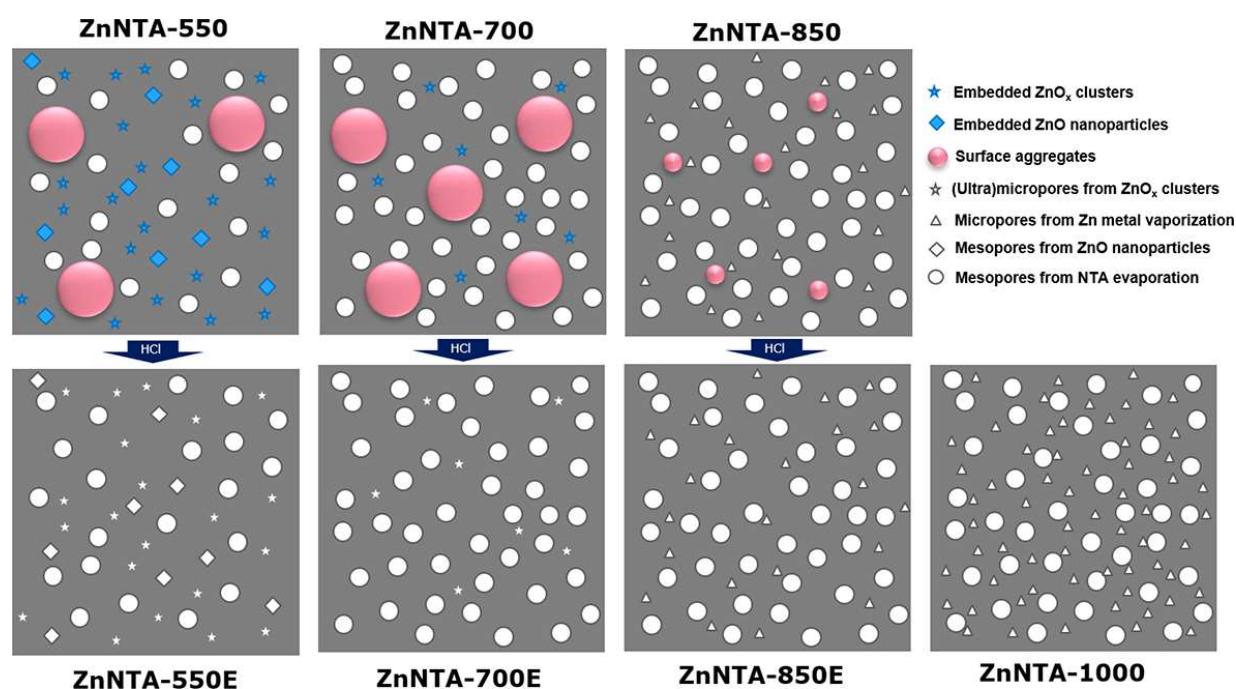 ZnNTA-550
ZnNTA-700
ZnNTA-850
Embedded ZnOx clusters
Embedded ZnO nanoparticles
Surface aggregates
(Ultra)micropores from ZnOx clusters
Micropores from Zn metal vaporization
Mesopores from ZnO nanoparticles
Mesopores from NTA evaporation
HCl
HCl
HCl
ZnNTA-550E
ZnNTA-700E
ZnNTA-850E
ZnNTA-1000